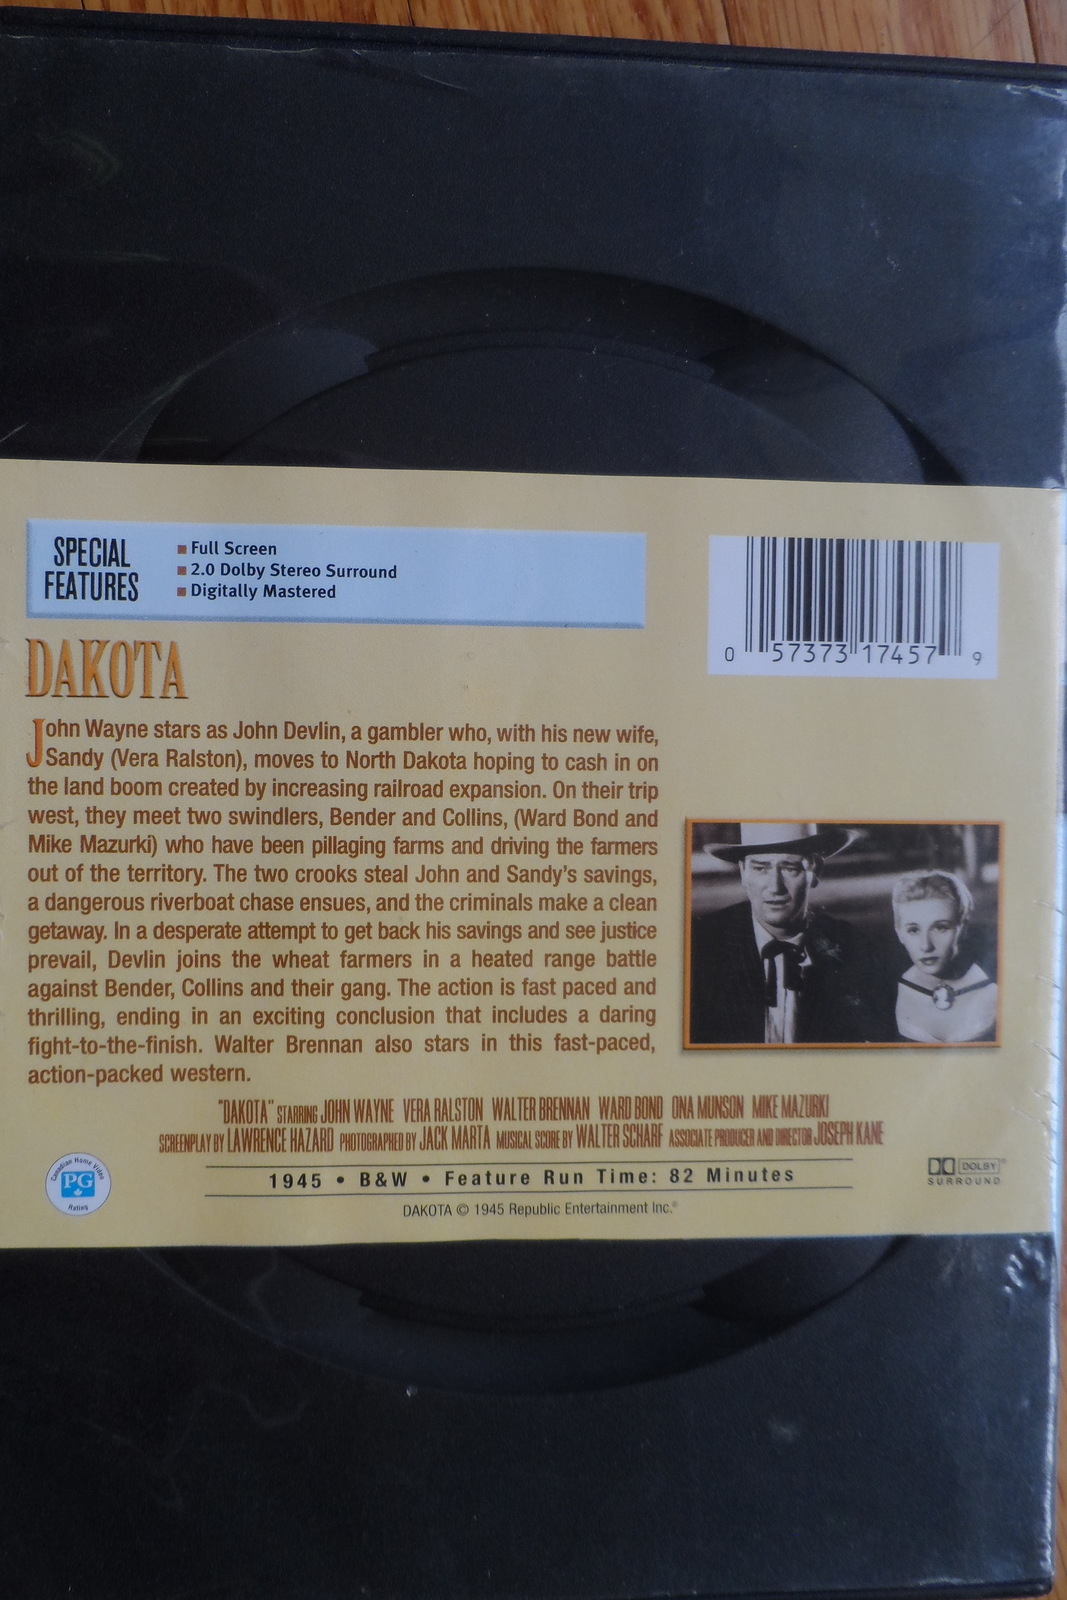 SPECIAL
FEATURES
Full Screen
2.0 Dolby Stereo Surround
Digitally Mastered
0 57373 17457 9
DAKOTA
John Wayne stars as John Devlin, a gambler who, with his new wife,
Sandy (Vera Ralston), moves to North Dakota hoping to cash in on
the land boom created by increasing railroad expansion. On their trip
west, they meet two swindlers, Bender and Collins, (Ward Bond and
Mike Mazurki) who have been pillaging farms and driving the farmers
out of the territory. The two crooks steal John and Sandy's savings,
a dangerous riverboat chase ensues, and the criminals make a clean
getaway. In a desperate attempt to get back his savings and see justice
prevail, Devlin joins the wheat farmers in a heated range battle
against Bender, Collins and their gang. The action is fast paced and
thrilling, ending in an exciting conclusion that includes a daring
fight-to-the-finish. Walter Brennan also stars in this fast-paced,
action-packed western.
"DAKOTA" STARRING JOHN WAYNE VERA RALSTON WALTER BRENNAN WARD BOND ONA MUNSON MIKE MAZURKI
SCREENPLAY BY LAWRENCE HAZARD PHOTOGRAPHED BY JACK MARTA MUSICAL SCORE BY WALTER SCHARF ASSOCIATE PRODUCER AND DIRECTOR JOSEPH KANE
Canadian Home Video
PG
Rating
1945 • B&W • Feature Run Time: 82 Minutes
DOLBY
SURROUND
DAKOTA © 1945 Republic Entertainment Inc.®